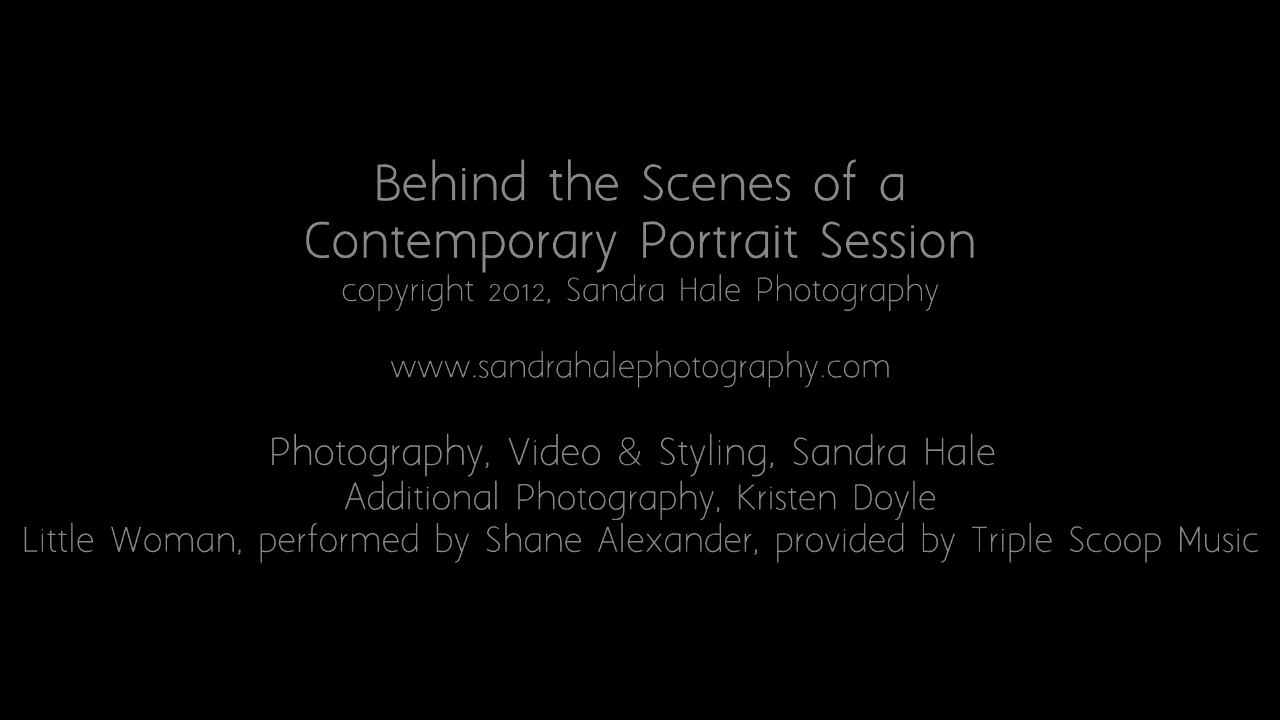 Behind the Scenes of a
Contemporary Portrait Session
copyright 2012, Sandra Hale Photography
www.sandrahalephotography.com
Photography, Video & Styling, Sandra Hale
Additional Photography, Kristen Doyle
Little Woman, performed by Shane Alexander, provided by Triple Scoop Music